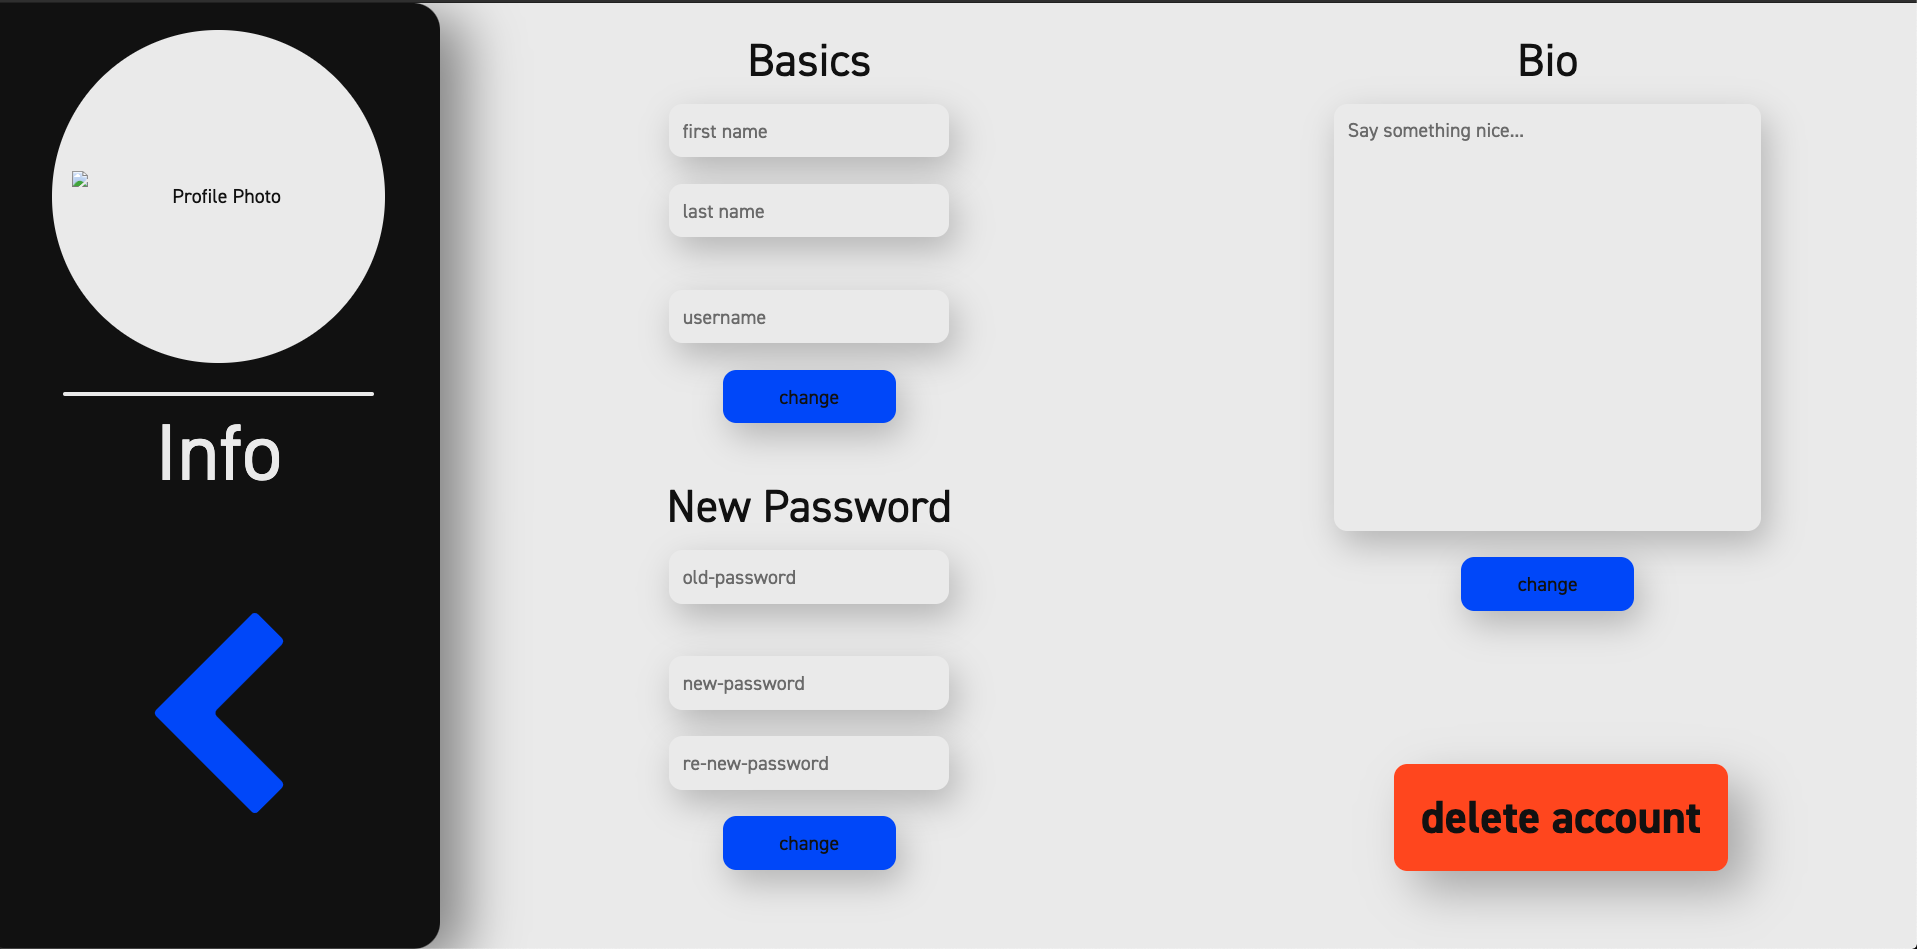 Profile Photo
Info
Basics
first name
last name
username
change
New Password
old-password
new-password
re-new-password
change
Bio
Say something nice...
change
delete account